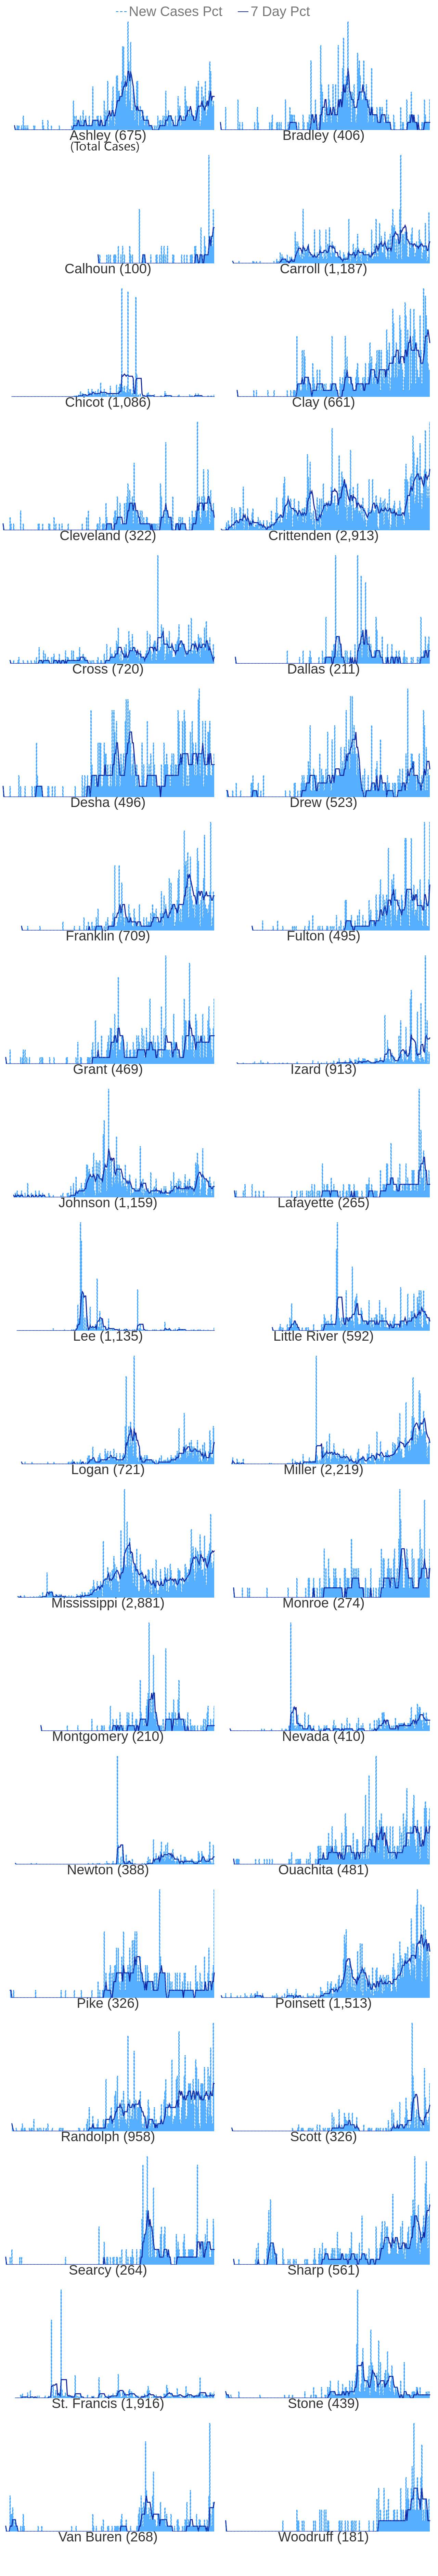 New Cases Pct 7 Day Pct
Ashley (675) Bradley (406)
(Total Cases)
Calhoun (100) Carroll (1,187)
Chicot (1,086) Clay (661)
Cleveland (322) Crittenden (2,913)
Cross (720) Dallas (211)
Desha (496) Drew (523)
Franklin (709) Fulton (495)
Grant (469) Izard (913)
Johnson (1,159) Lafayette (265)
Lee (1,135) Little River (592)
Logan (721) Miller (2,219)
Mississippi (2,881) Monroe (274)
Montgomery (210) Nevada (410)
Newton (388) Ouachita (481)
Pike (326) Poinsett (1,513)
Randolph (958) Scott (326)
Searcy (264) Sharp (561)
St. Francis (1,916) Stone (439)
Van Buren (268) Woodruff (181)